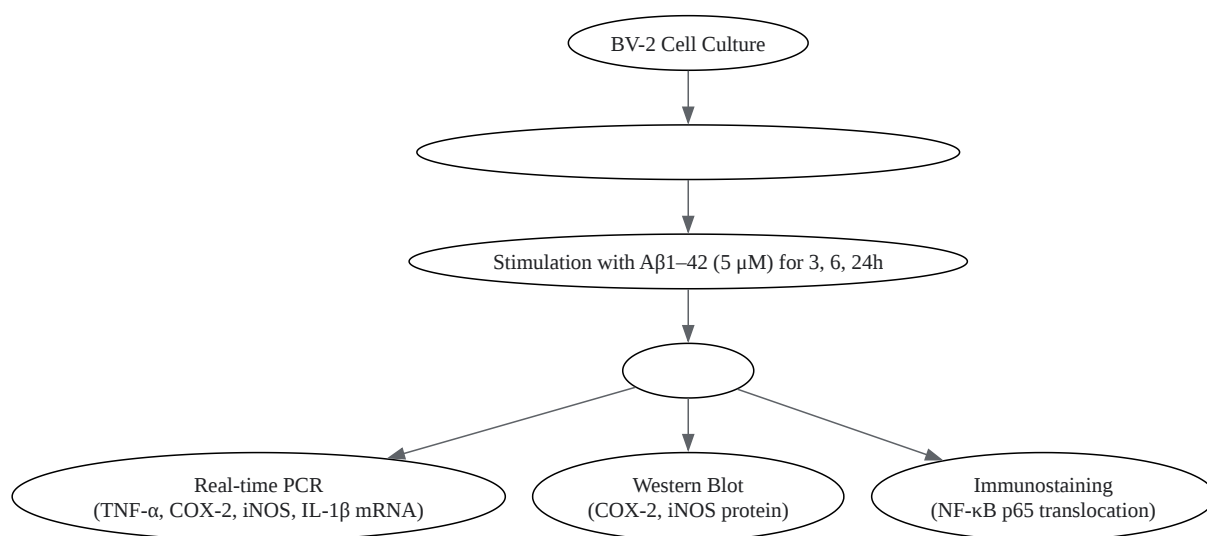 BV-2 Cell Culture
Stimulation with Aβ1–42 (5 μM) for 3, 6, 24h
Real-time PCR
(TNF-α, COX-2, iNOS, IL-1β mRNA)
Western Blot
(COX-2, iNOS protein)
Immunostaining
(NF-κB p65 translocation)